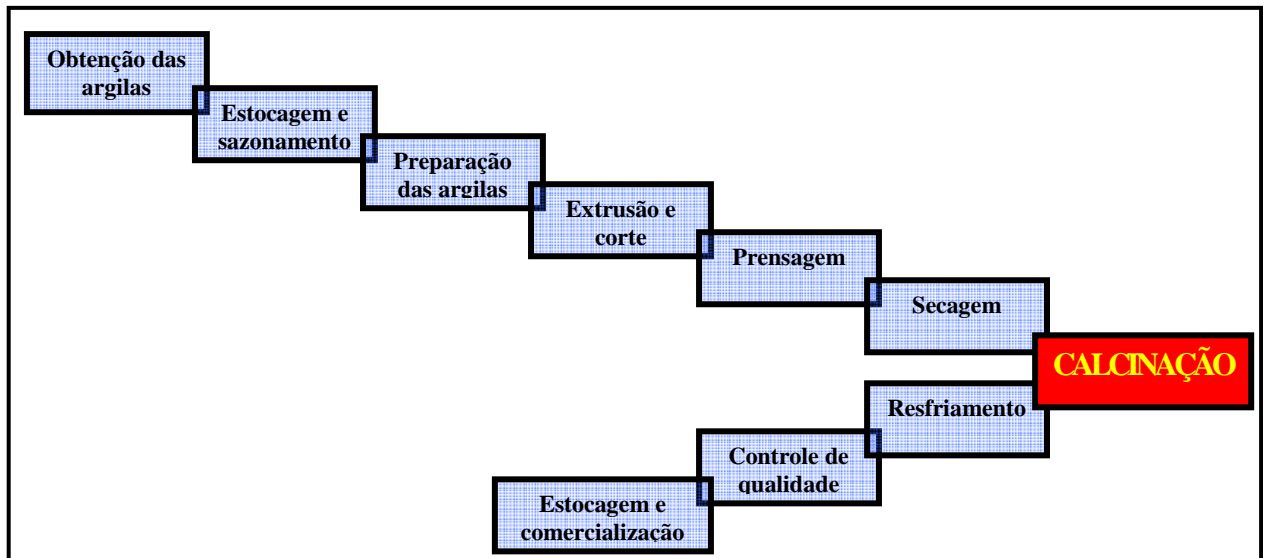 Obtenção das
argilas
Estocagem e
sazonamento
Preparação
das argilas
Extrusão e
corte
Prensagem
Secagem
CALCINAÇÃO
Resfriamento
Controle de
qualidade
Estocagem e
comercialização